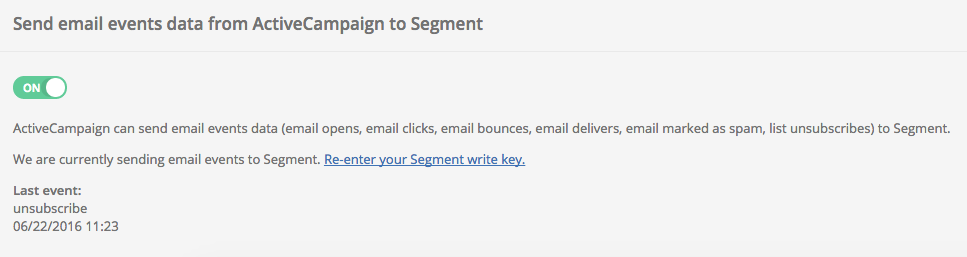 Send email events data from ActiveCampaign to Segment
ON
ActiveCampaign can send email events data (email opens, email clicks, email bounces, email delivers, email marked as spam, list unsubscribes) to Segment.
We are currently sending email events to Segment. Re-enter your Segment write key.
Last event:
unsubscribe
06/22/2016 11:23